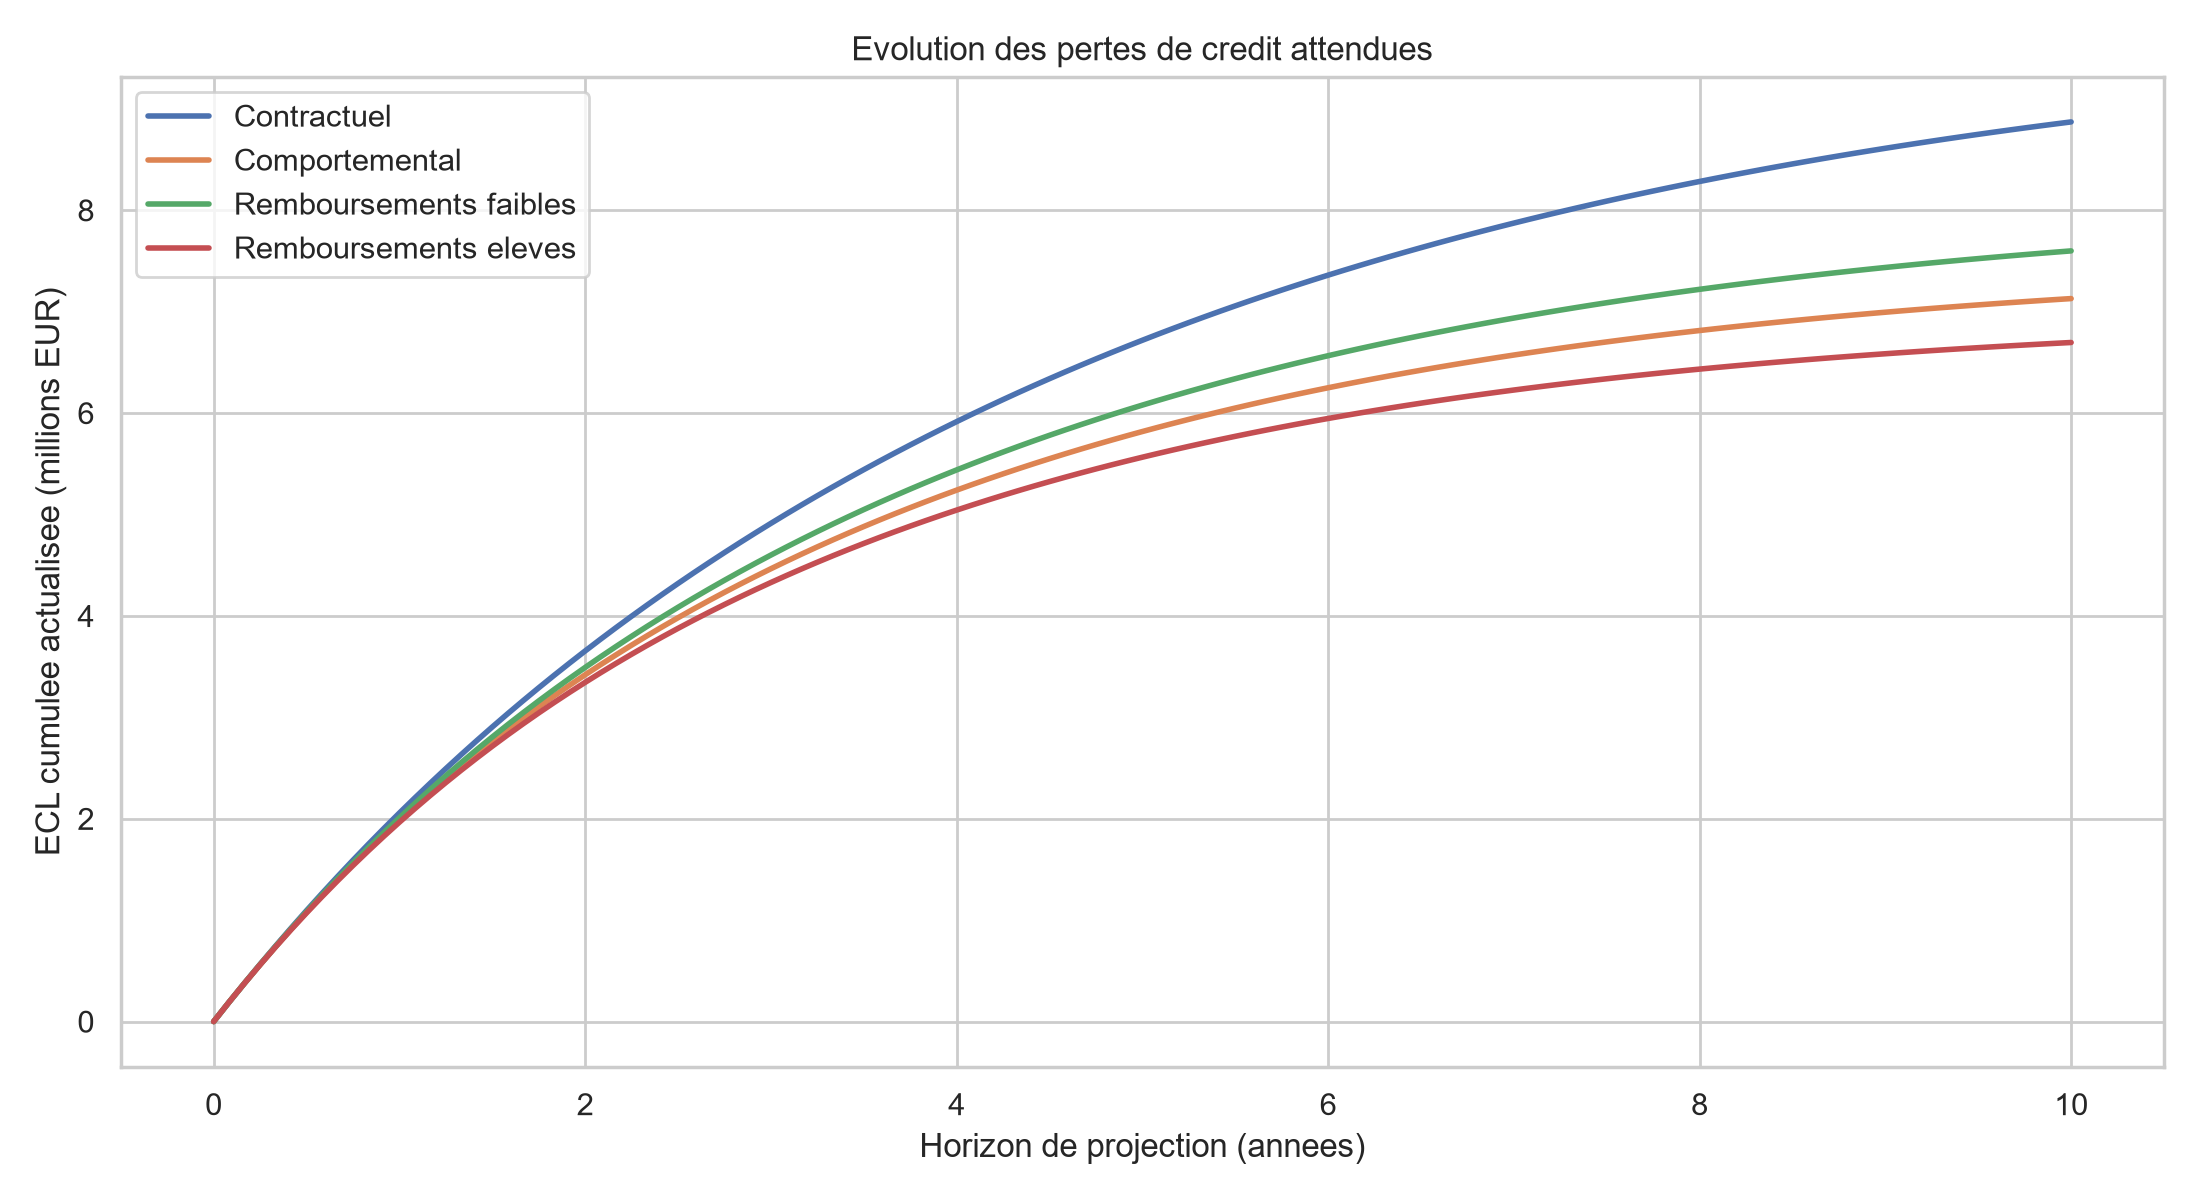 Evolution des pertes de credit attendues
Contractuel
Comportemental
Remboursements faibles
Remboursements eleves
ECL cumulee actualisee (millions EUR)
8
6
4
2
0
0 2 4 6 8 10
Horizon de projection (annees)